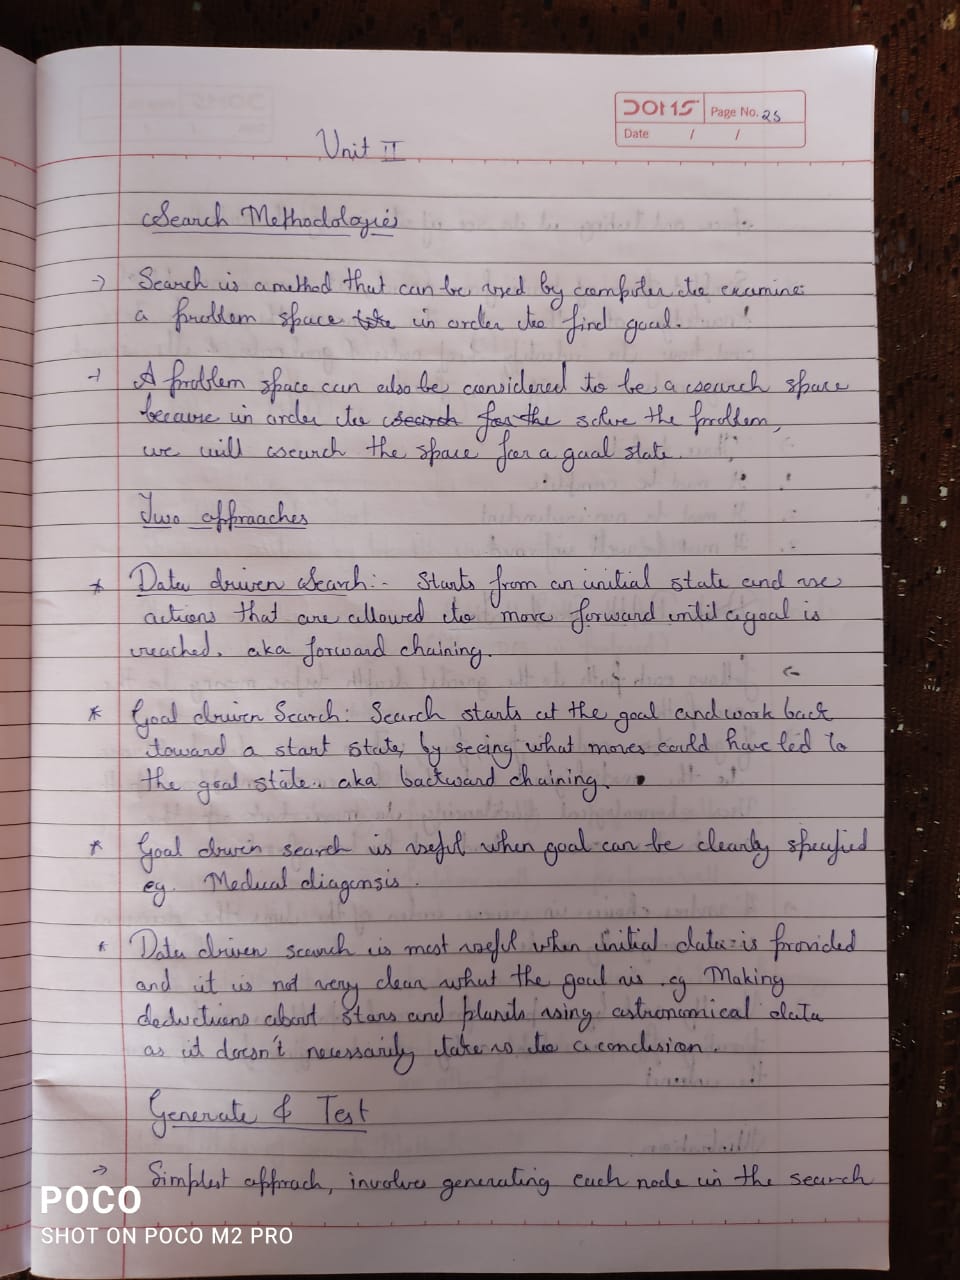 DOMS Page No. 25
Date / /
Unit II
Search Methodologies
→ Search is a method that can be used by computer to examine
a problem space take in order to find goal.
→ A problem space can also be considered to be a search space
because in order to search for the solve the problem,
we will search the space for a goal state.
Two approaches
* Data driven Search:- Starts from an initial state and use
actions that are allowed to move forward until a goal is
reached. aka forward chaining.
* Goal driven Search: Search starts at the goal and work back
toward a start state, by seeing what moves could have led to
the goal state. aka backward chaining.
* Goal driven search is useful when goal can be clearly specified
eg. Medical diagensis.
* Data driven search is most useful when initial data is provided
and it is not very clear what the goal is. eg Making
deductions about stars and planets using astronomical data
as it doesn't necessarily take us to a conclusion.
Generate & Test
→ Simplest approach, involves generating each node in the search
POCO
SHOT ON POCO M2 PRO